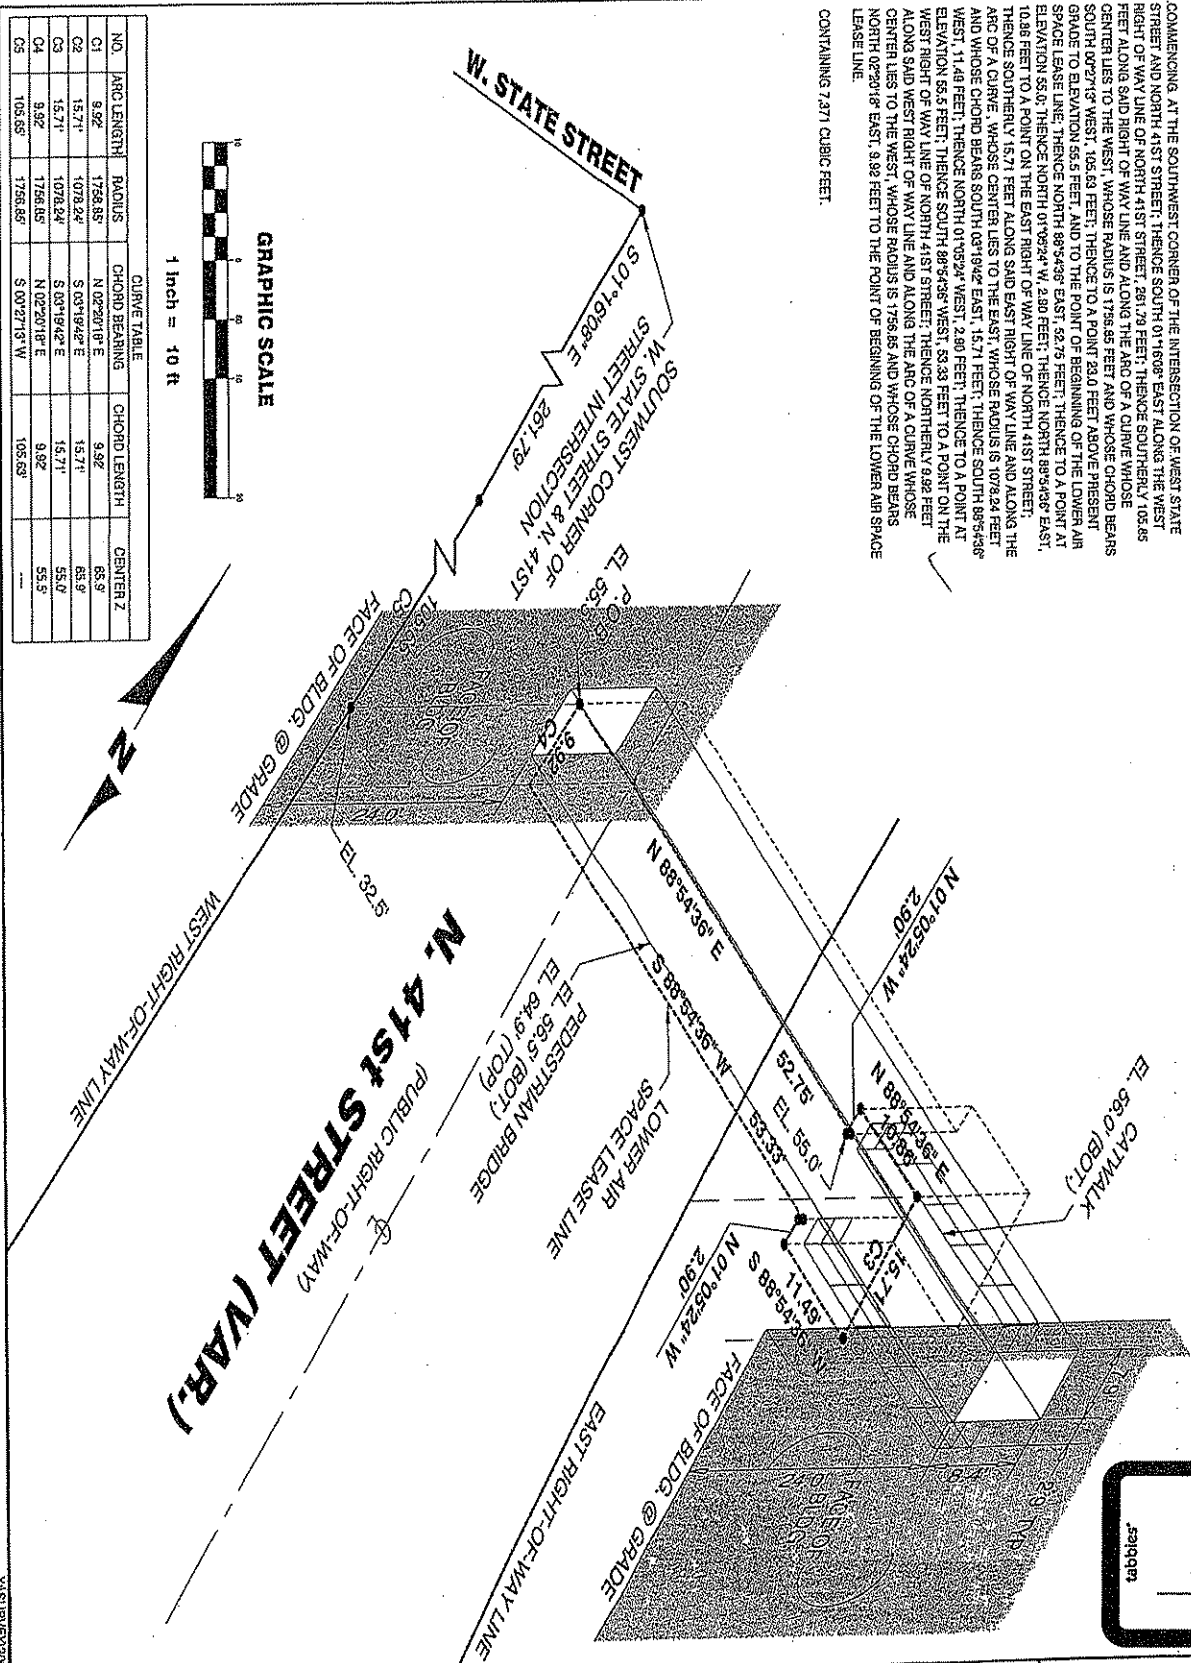 COMMENCING AT THE SOUTHWEST CORNER OF THE INTERSECTION OF WEST STATE
STREET AND NORTH 41ST STREET; THENCE SOUTH 01°16'08" EAST ALONG THE WEST
RIGHT OF WAY LINE OF NORTH 41ST STREET, 261.79 FEET; THENCE SOUTHERLY 105.65
FEET ALONG SAID RIGHT OF WAY LINE AND ALONG THE ARC OF A CURVE WHOSE
CENTER LIES TO THE WEST, WHOSE RADIUS IS 1756.85 FEET AND WHOSE CHORD BEARS
SOUTH 00°27'13" WEST, 105.63 FEET; THENCE TO A POINT 23.0 FEET ABOVE PRESENT
GRADE TO ELEVATION 55.5 FEET, AND TO THE POINT OF BEGINNING OF THE LOWER AIR
SPACE LEASE LINE; THENCE NORTH 88°54'36" EAST, 52.75 FEET; THENCE TO A POINT AT
ELEVATION 55.0; THENCE NORTH 01°05'24" W, 2.90 FEET; THENCE NORTH 88°54'36" EAST,
10.86 FEET TO A POINT ON THE EAST RIGHT OF WAY LINE OF NORTH 41ST STREET;
THENCE SOUTHERLY 15.71 FEET ALONG SAID EAST RIGHT OF WAY LINE AND ALONG THE
ARC OF A CURVE, WHOSE CENTER LIES TO THE EAST, WHOSE RADIUS IS 1078.24 FEET
AND WHOSE CHORD BEARS SOUTH 03°19'42" EAST, 15.71 FEET; THENCE SOUTH 88°54'36"
WEST, 11.49 FEET; THENCE NORTH 01°05'24" WEST, 2.90 FEET; THENCE TO A POINT AT
ELEVATION 55.5 FEET; THENCE SOUTH 88°54'36" WEST, 53.33 FEET TO A POINT ON THE
WEST RIGHT OF WAY LINE OF NORTH 41ST STREET; THENCE NORTHERLY 9.92 FEET
ALONG SAID WEST RIGHT OF WAY LINE AND ALONG THE ARC OF A CURVE WHOSE
CENTER LIES TO THE WEST, WHOSE RADIUS IS 1756.85 AND WHOSE CHORD BEARS
NORTH 02°20'18" EAST, 9.92 FEET TO THE POINT OF BEGINING OF THE LOWER AIR SPACE
LEASE LINE.
CONTAINING 7,371 CUBIC FEET.
tabbies
W. STATE STREET
SOUTHWEST CORNER OF
W. STATE STREET & N. 41ST
STREET INTERSECTION
S 01°16'08" E 261.79'
105.65'
C5
P.O.B.
EL. 55.5'
FACE OF BLDG. @ GRADE
FACE OF
BLDG.
9.92'
C4
24.0'
EL. 32.5'
N 88°54'36" E 52.75'
EL. 55.0'
N 01°05'24" W
2.90'
N 88°54'36" E
10.86'
15.71'
C3
CATWALK
EL. 56.0' (BOT.)
S 88°54'36" W 53.33'
N 01°05'24" W
2.90'
11.49'
S 88°54'36" W
LOWER AIR
SPACE LEASE LINE
PEDESTRIAN BRIDGE
EL. 56.5' (BOT.)
EL. 64.9' (TOP)
FACE OF BLDG. @ GRADE
FACE OF
BLDG.
8.4'
N. 41st STREET (VAR.)
(PUBLIC RIGHT-OF-WAY)
WEST RIGHT-OF-WAY LINE
EAST RIGHT-OF-WAY LINE
N
GRAPHIC SCALE
1 inch = 10 ft
CURVE TABLE
NO. ARC LENGTH RADIUS CHORD BEARING CHORD LENGTH CENTER Z
C1 9.92' 1756.85' N 02°20'18" E 9.92' 65.9'
C2 15.71' 1078.24' S 03°19'42" E 15.71' 65.9'
C3 15.71' 1078.24' S 03°19'42" E 15.71' 55.0'
C4 9.92' 1756.85' N 02°20'18" E 9.92' 55.5'
C5 105.65' 1756.85' S 00°27'13" W 105.63' ----